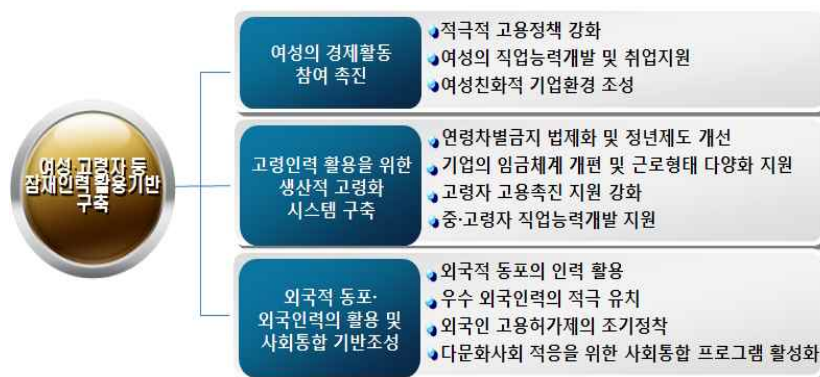 여성·고령자 등
잠재인력 활용기반
구축
여성의 경제활동
참여 촉진
적극적 고용정책 강화
여성의 직업능력개발 및 취업지원
여성친화적 기업환경 조성
고령인력 활용을 위한
생산적 고령화
시스템 구축
연령차별금지 법제화 및 정년제도 개선
기업의 임금체계 개편 및 근로형태 다양화 지원
고령자 고용촉진 지원 강화
중·고령자 직업능력개발 지원
외국적 동포·
외국인력의 활용 및
사회통합 기반조성
외국적 동포의 인력 활용
우수 외국인력의 적극 유치
외국인 고용허가제의 조기정착
다문화사회 적응을 위한 사회통합 프로그램 활성화